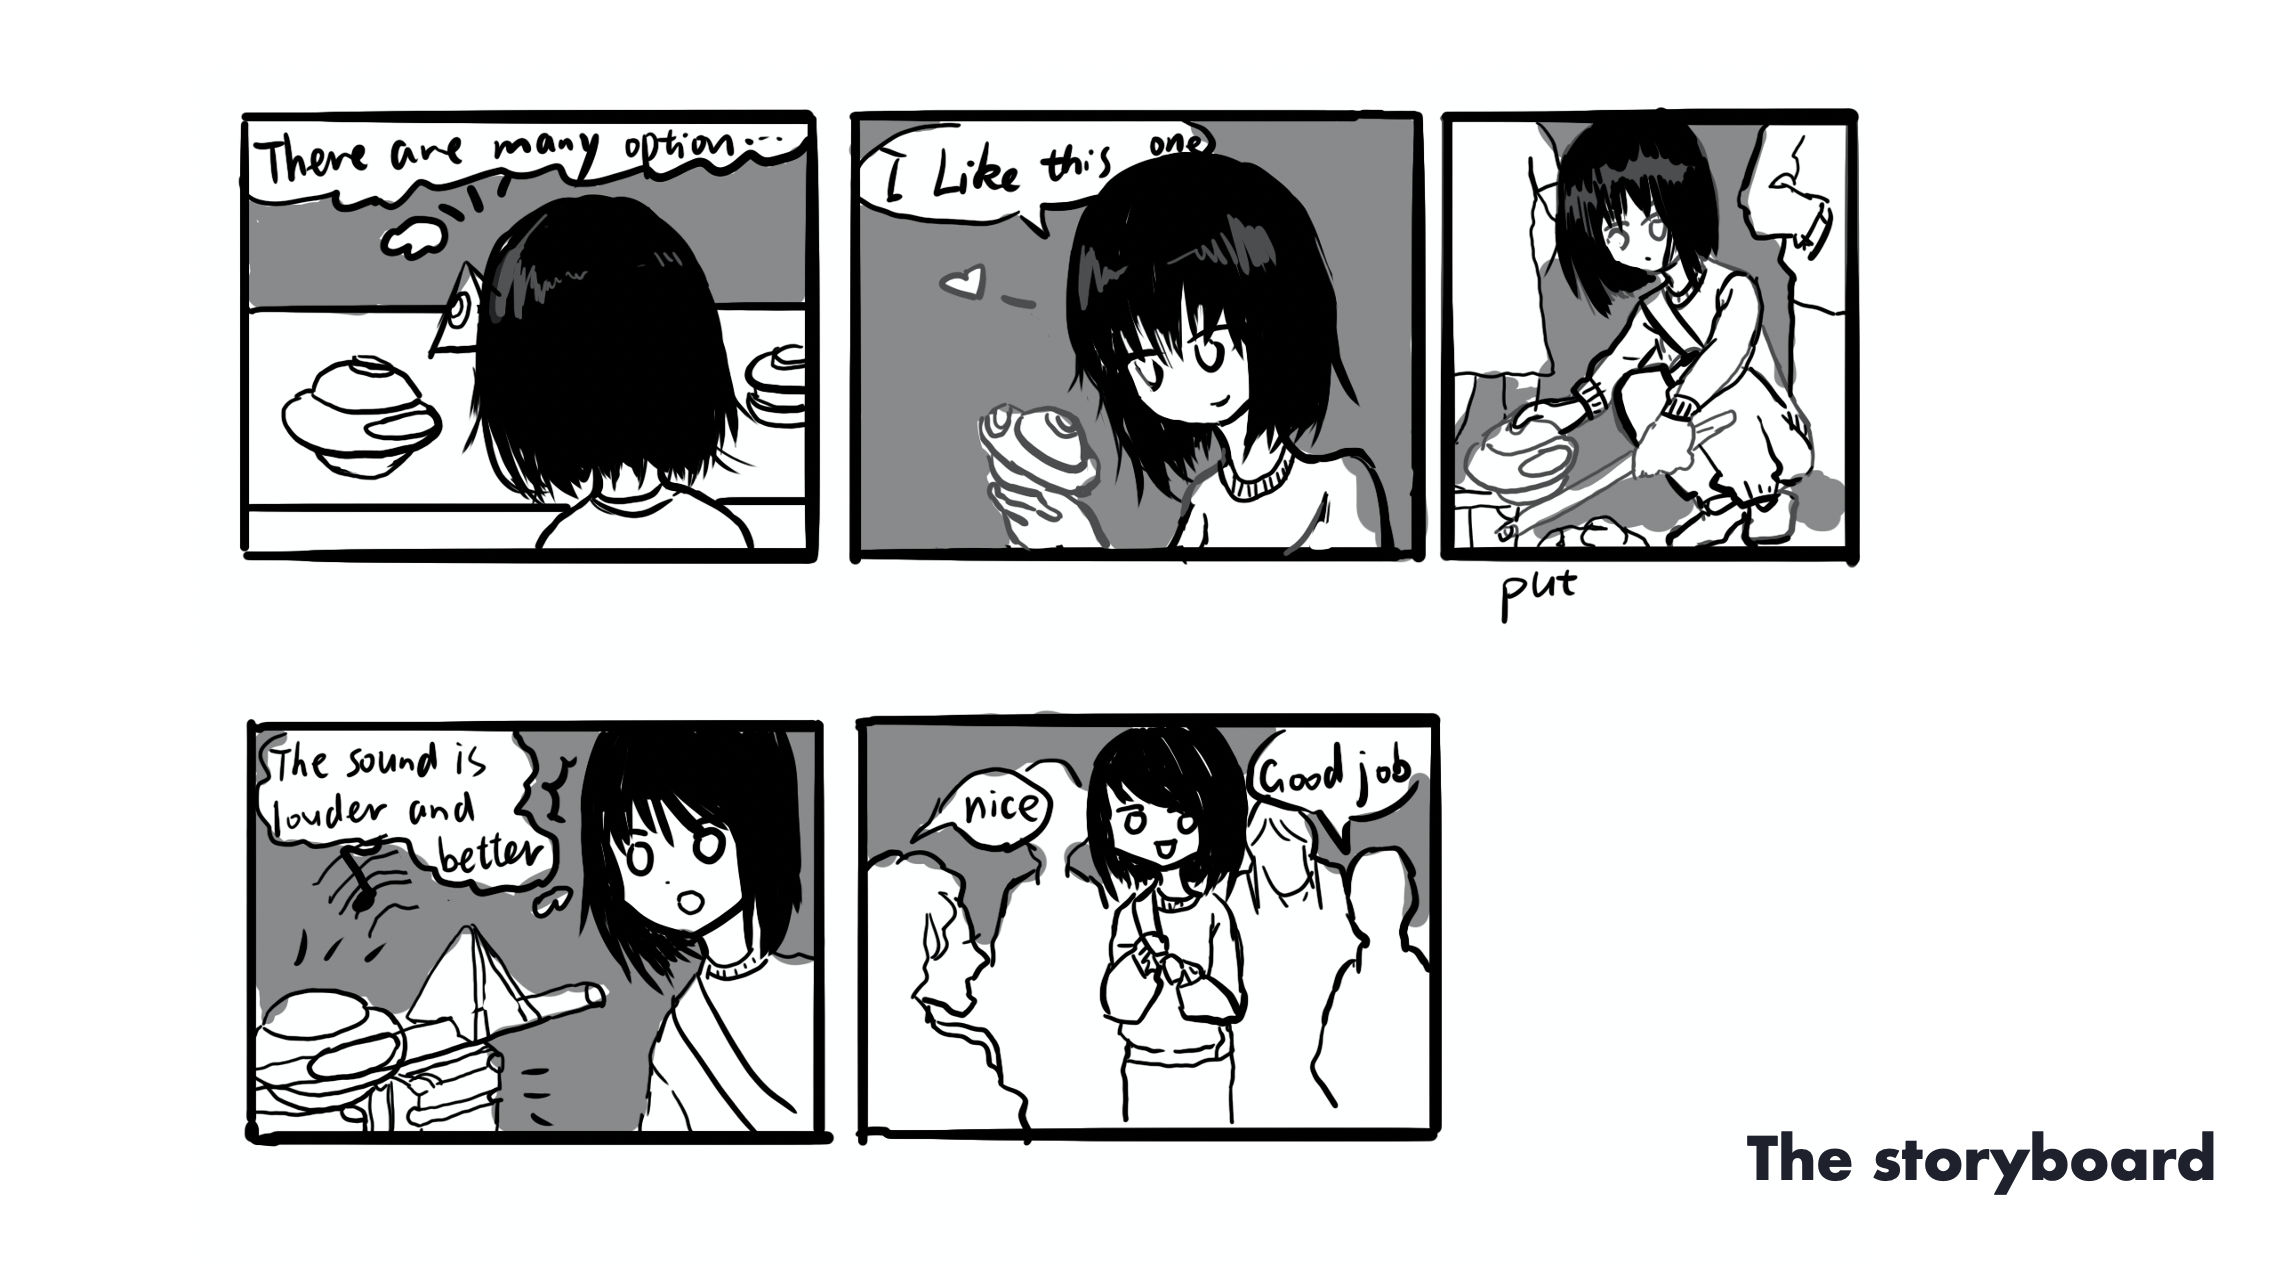 There are many option...
I Like this one
put
The sound is
louder and
better
nice
Good job
The storyboard